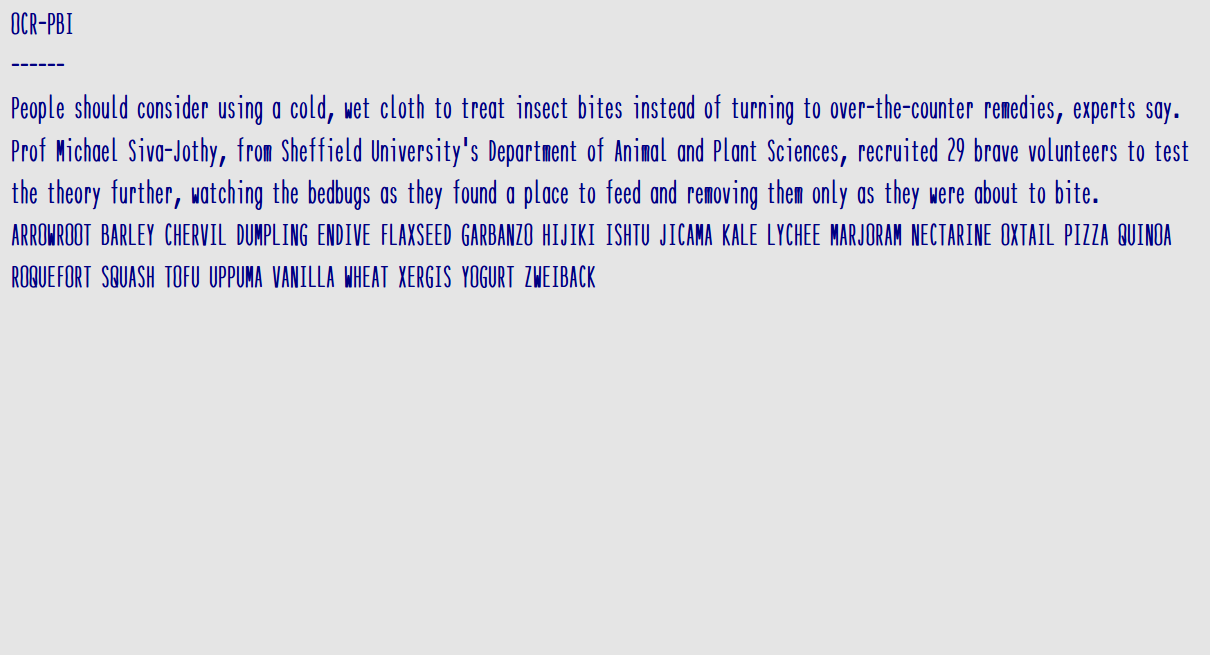 OCR-PBI
------
People should consider using a cold, wet cloth to treat insect bites instead of turning to over-the-counter remedies, experts say.
Prof Michael Siva-Jothy, from Sheffield University's Department of Animal and Plant Sciences, recruited 29 brave volunteers to test
the theory further, watching the bedbugs as they found a place to feed and removing them only as they were about to bite.
ARROWROOT BARLEY CHERVIL DUMPLING ENDIVE FLAXSEED GARBANZO HIJIKI ISHTU JICAMA KALE LYCHEE MARJORAM NECTARINE OXTAIL PIZZA QUINOA
ROQUEFORT SQUASH TOFU UPPUMA VANILLA WHEAT XERGIS YOGURT ZWEIBACK